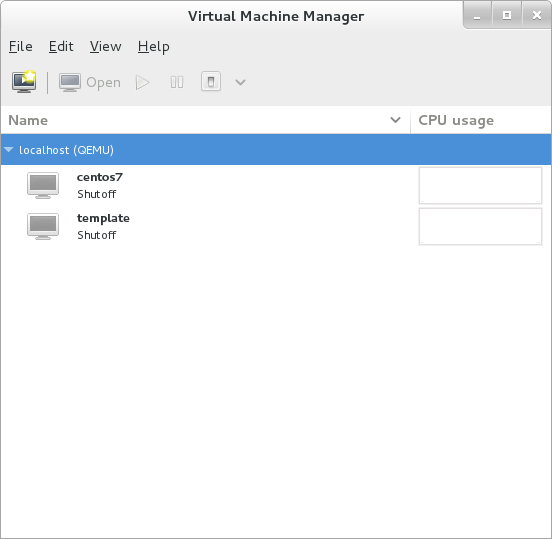 Virtual Machine Manager
File Edit View Help
Open
Name CPU usage
localhost (QEMU)
centos7
Shutoff
template
Shutoff